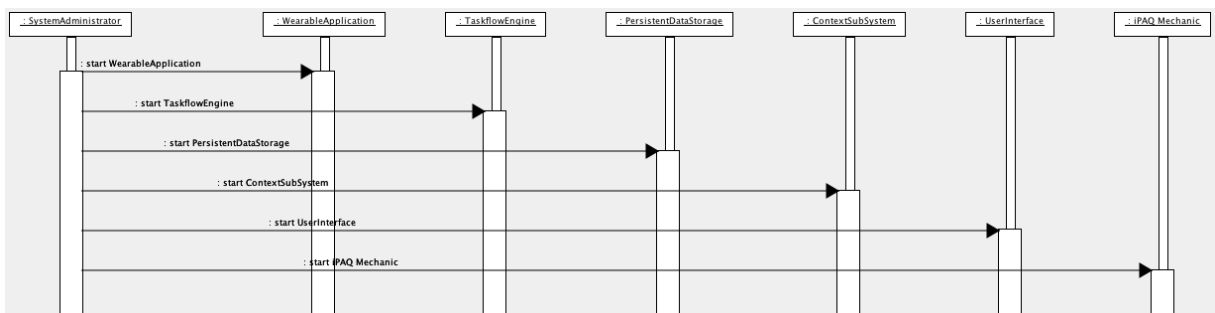 : SystemAdministrator
: WearableApplication
: TaskflowEngine
: PersistentDataStorage
: ContextSubSystem
: UserInterface
: iPAQ Mechanic
: start WearableApplication
: start TaskflowEngine
: start PersistentDataStorage
: start ContextSubSystem
: start UserInterface
: start iPAQ Mechanic